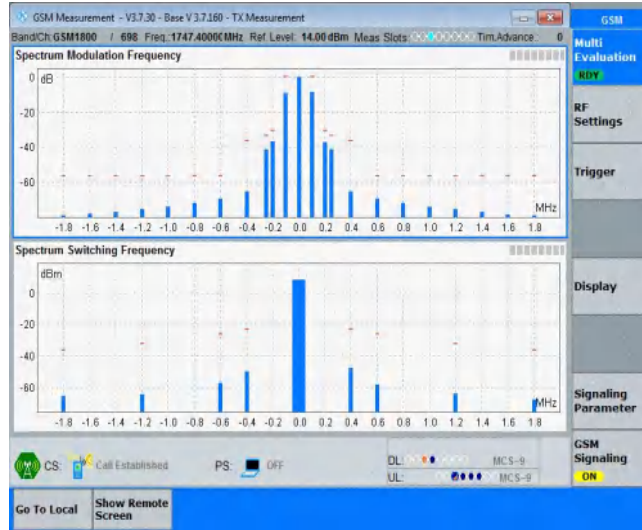 GSM Measurement - V3.7.30 - Base V 3.7.160 - TX Measurement
GSM
Band/Ch: GSM1800 / 698 Freq.: 1747.4000 MHz Ref. Level: 14.00 dBm Meas Slots: Tim.Advance: 0
Multi
Evaluation
RDY
Spectrum Modulation Frequency
dB
0
-20
-40
-60
MHz
-1.8 -1.6 -1.4 -1.2 -1.0 -0.8 -0.6 -0.4 -0.2 0.0 0.2 0.4 0.6 0.8 1.0 1.2 1.4 1.6 1.8
RF
Settings
Trigger
Spectrum Switching Frequency
dBm
0
-20
-40
-60
MHz
-1.8 -1.6 -1.4 -1.2 -1.0 -0.8 -0.6 -0.4 -0.2 0.0 0.2 0.4 0.6 0.8 1.0 1.2 1.4 1.6 1.8
Display
Signaling
Parameter
CS: Call Established PS: OFF
DL: MCS-9
UL: MCS-9
GSM
Signaling
ON
Go To Local
Show Remote
Screen